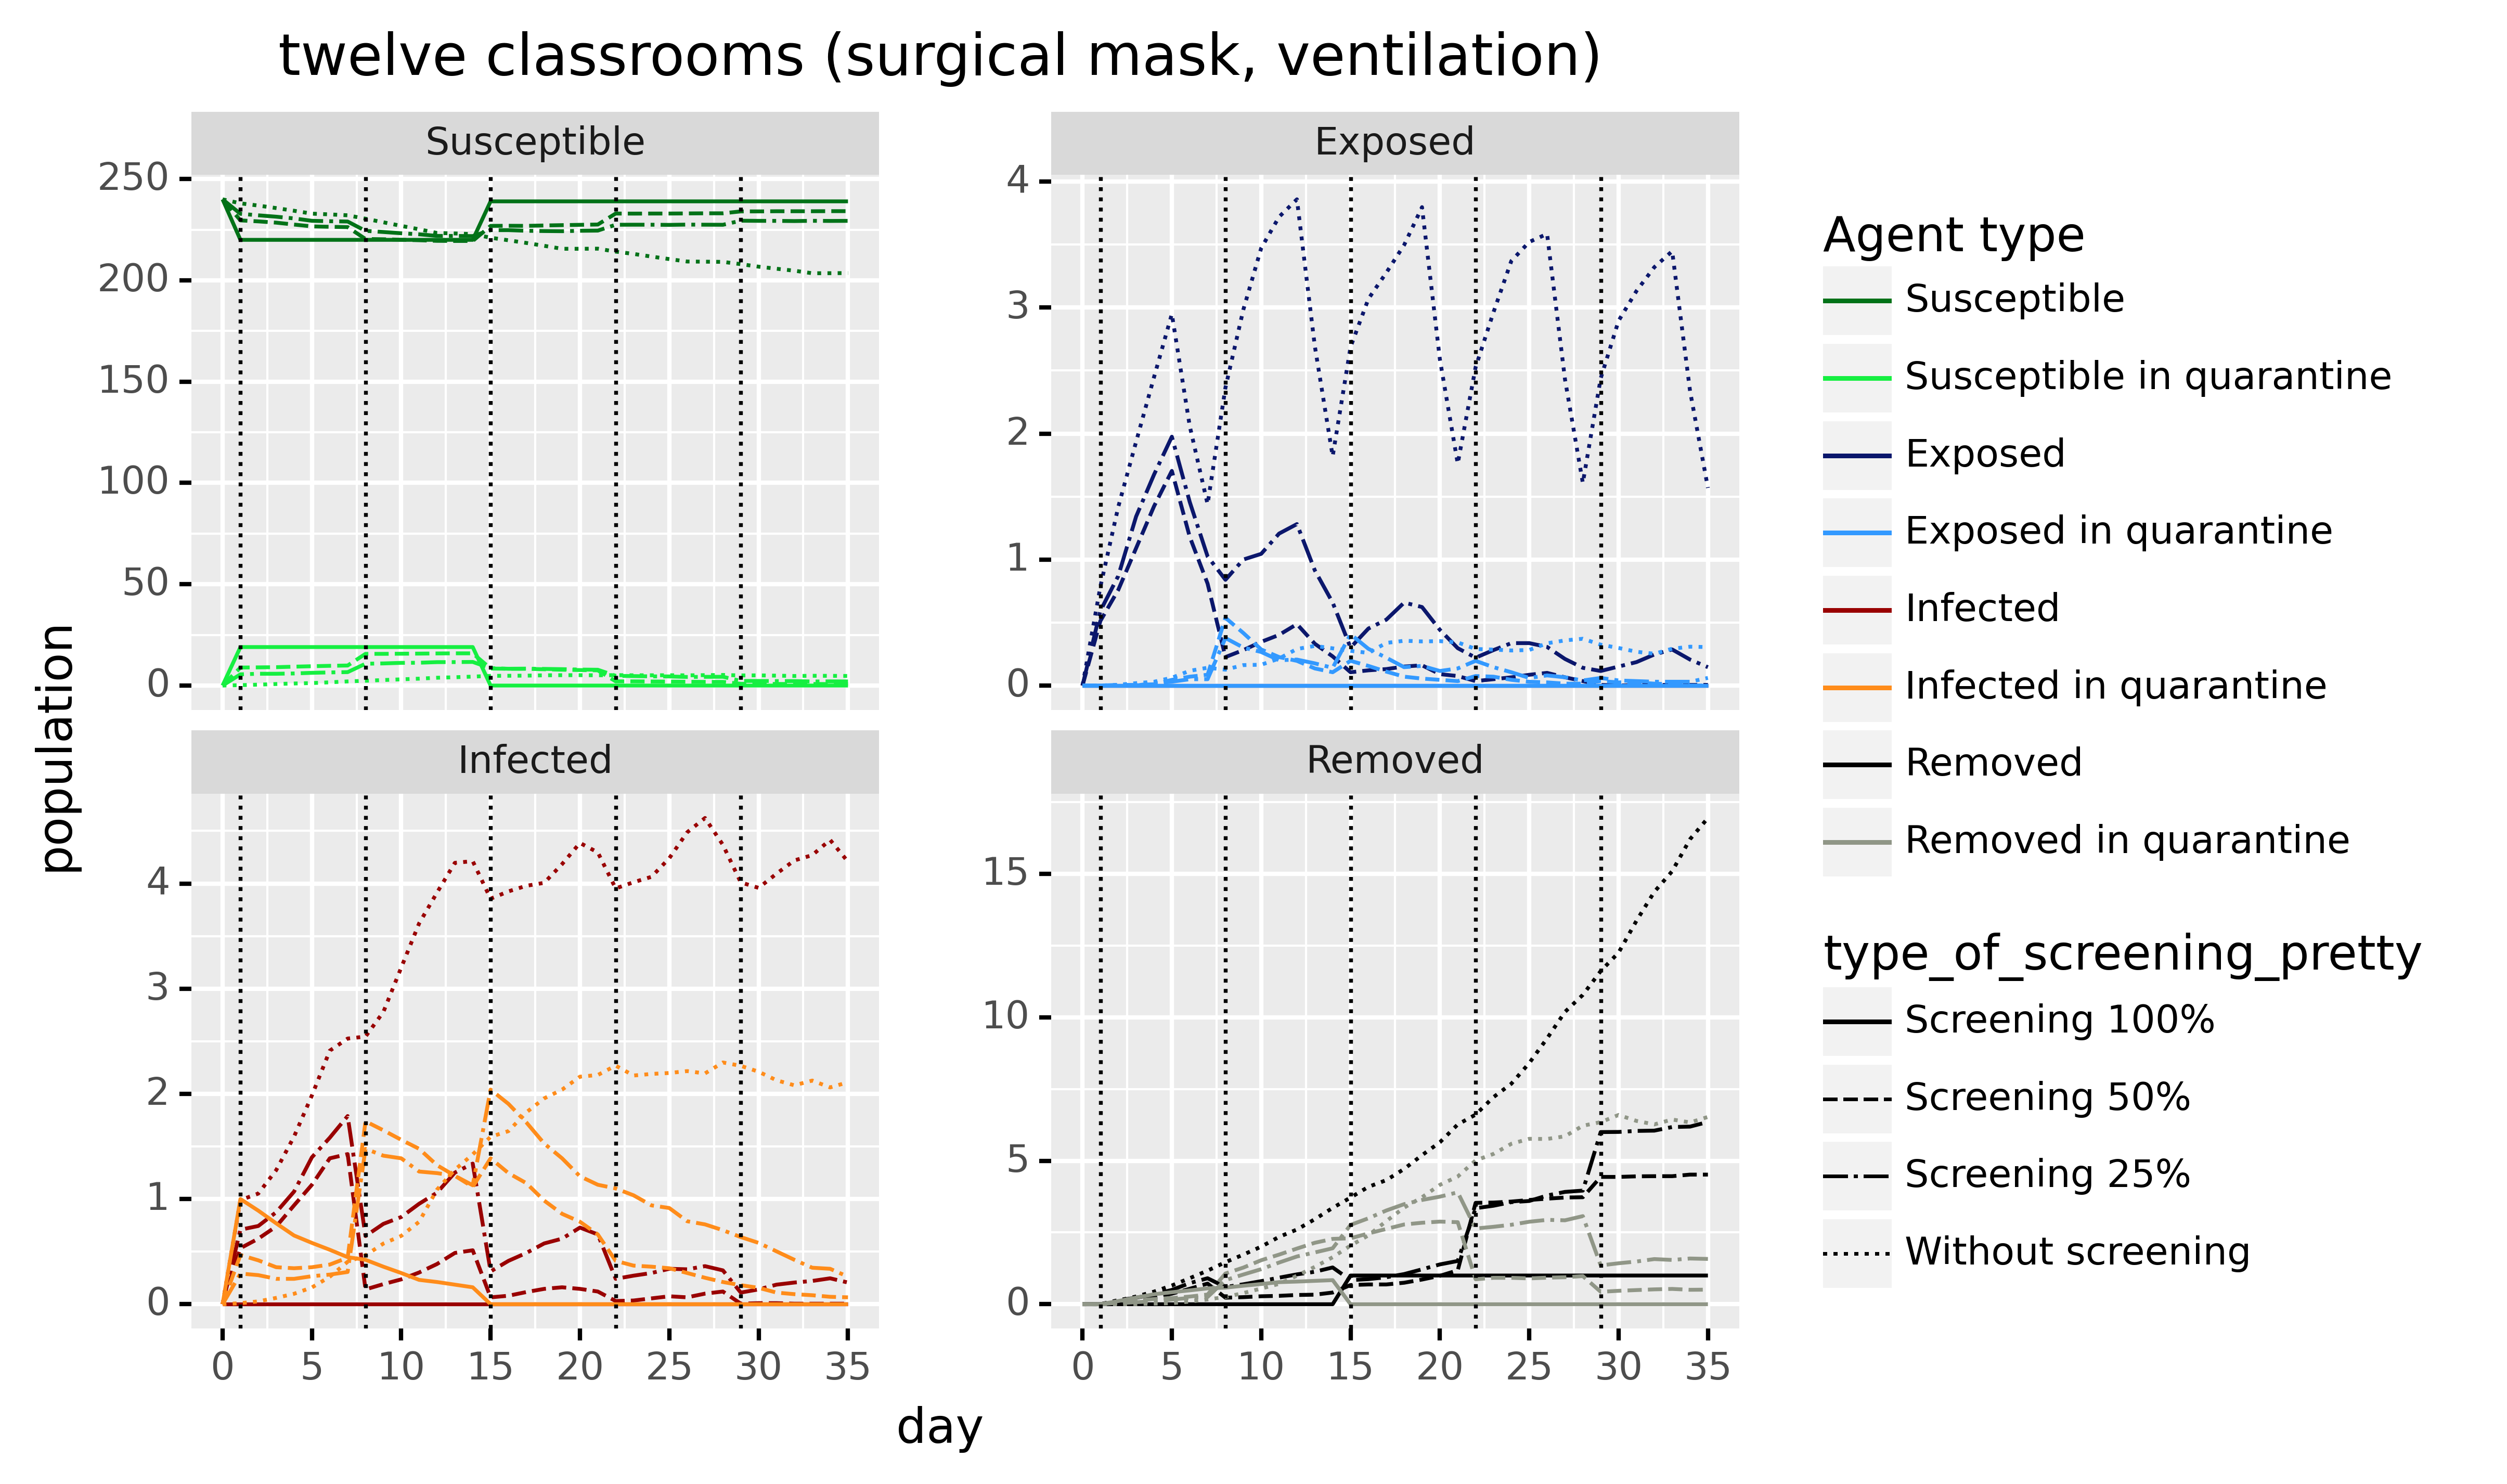 twelve classrooms (surgical mask, ventilation)
Susceptible
250
200
150
100
50
0
Exposed
4
3
2
1
0
population
Infected
4
3
2
1
0
0 5 10 15 20 25 30 35
Removed
15
10
5
0
0 5 10 15 20 25 30 35
day
Agent type
Susceptible
Susceptible in quarantine
Exposed
Exposed in quarantine
Infected
Infected in quarantine
Removed
Removed in quarantine
type_of_screening_pretty
Screening 100%
Screening 50%
Screening 25%
Without screening